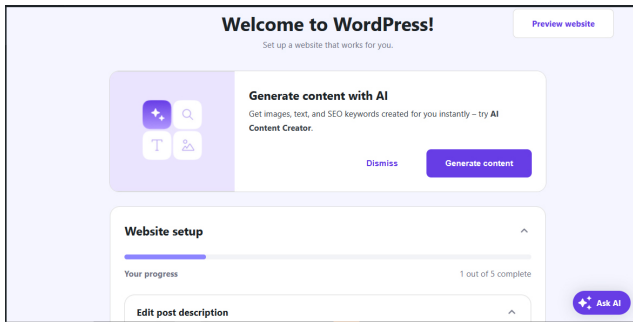 Welcome to WordPress!
Preview website
Set up a website that works for you.
Generate content with AI
Get images, text, and SEO keywords created for you instantly – try AI
Content Creator.
T
Dismiss
Generate content
Website setup
Your progress
1 out of 5 complete
Ask AI
Edit post description